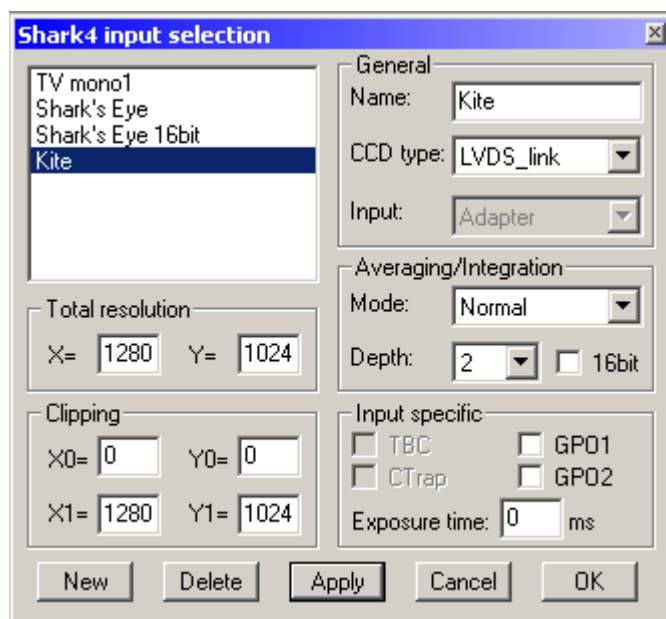 Shark4 input selection
TV mono1
Shark's Eye
Shark's Eye 16bit
Kite
General
Name: Kite
CCD type: LVDS_link
Input: Adapter
Total resolution
X= 1280 Y= 1024
Averaging/Integration
Mode: Normal
Depth: 2 16bit
Clipping
X0= 0 Y0= 0
X1= 1280 Y1= 1024
Input specific
TBC GPO1
CTrap GPO2
Exposure time: 0 ms
New Delete Apply Cancel OK